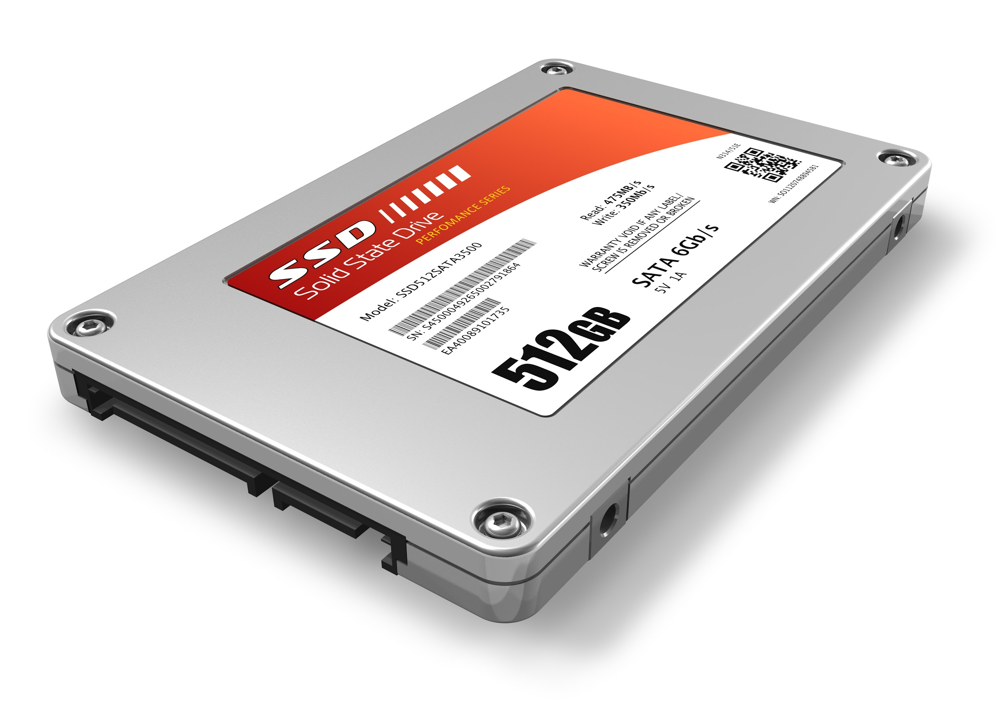 SSD
Solid State Drive
PERFOMANCE SERIES
Model: SSD512SATA3500
SN: S4500049265002791864
EA40089101735
512GB
Read: 475MB/s
Write: 350Mb/s
WARRANTY VOID IF ANY LABEL/
SCREW IS REMOVED OR BROKEN
SATA 6Gb/s
5V 1A
N314/51E
WN: SO1120748894581